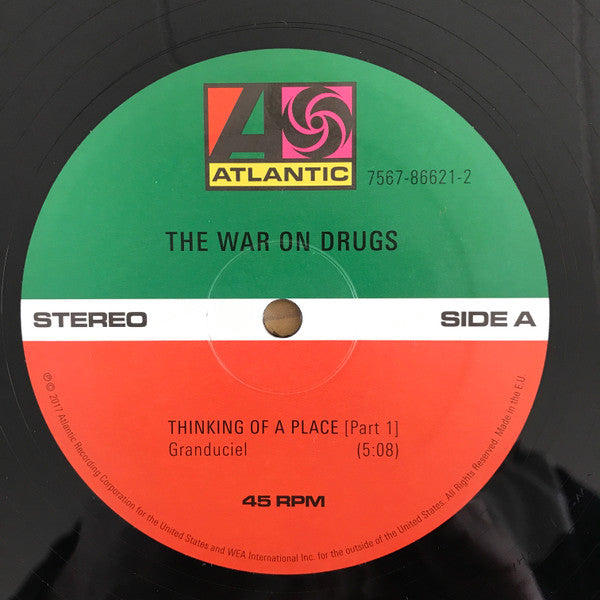 ATLANTIC
7567-86621-2
THE WAR ON DRUGS
STEREO
SIDE A
THINKING OF A PLACE [Part 1]
Granduciel (5:08)
45 RPM
℗ © 2017 Atlantic Recording Corporation for the United States and WEA International Inc. for the outside of the United States. All Rights Reserved. Made in the E.U.